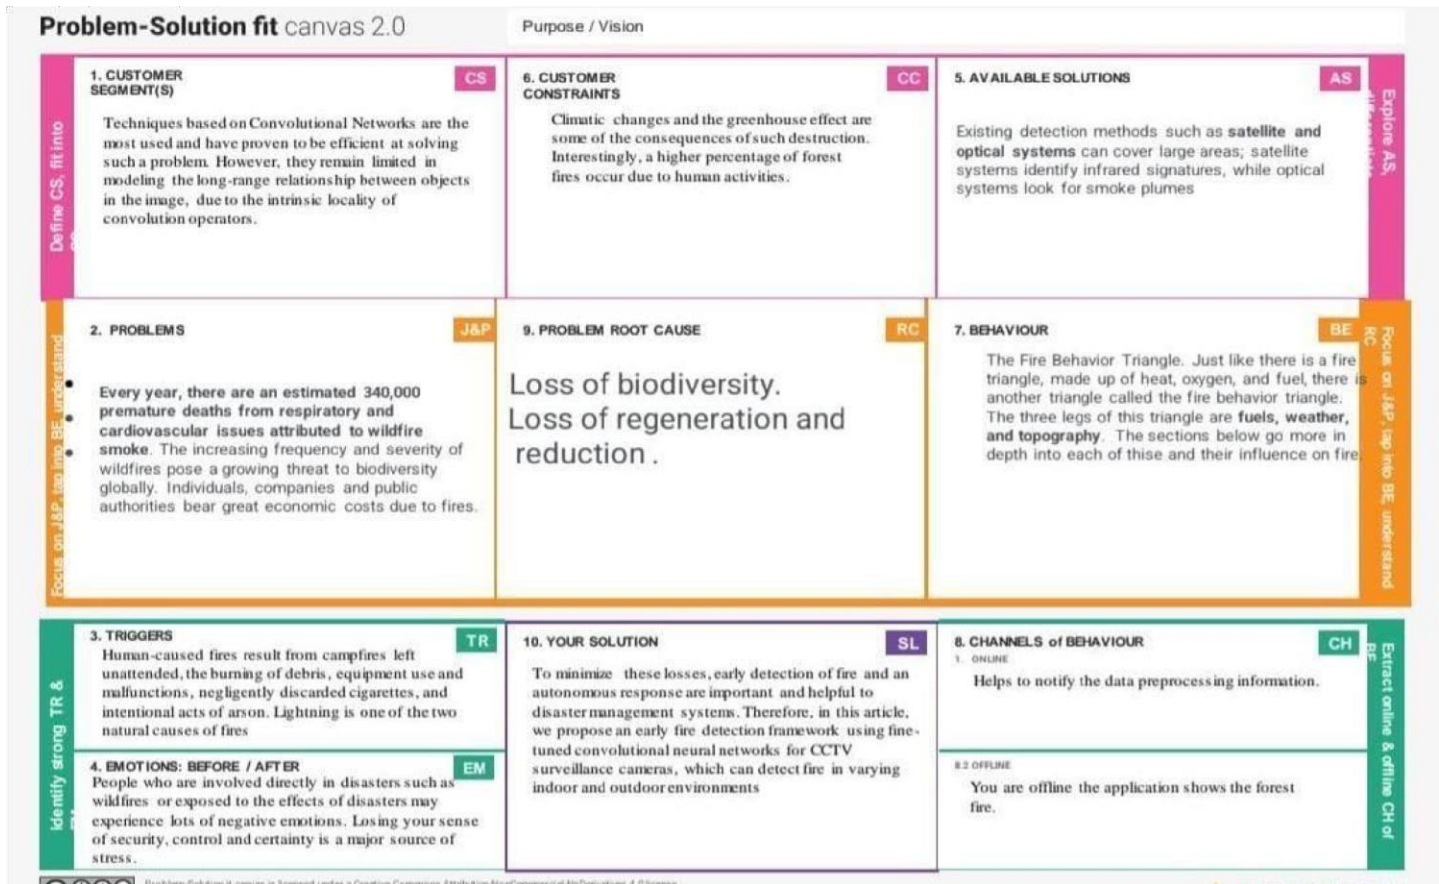 Problem-Solution fit canvas 2.0
Purpose / Vision
Define CS, fit into
1. CUSTOMER
SEGMENT(S)
CS
Techniques based on Convolutional Networks are the
most used and have proven to be efficient at solving
such a problem. However, they remain limited in
modeling the long-range relationship between objects
in the image, due to the intrinsic locality of
convolution operators.
6. CUSTOMER
CONSTRAINTS
CC
Climatic changes and the greenhouse effect are
some of the consequences of such destruction.
Interestingly, a higher percentage of forest
fires occur due to human activities.
5. AVAILABLE SOLUTIONS
AS
Existing detection methods such as satellite and
optical systems can cover large areas; satellite
systems identify infrared signatures, while optical
systems look for smoke plumes
Explore AS,
Focus on J&P, tap into BE, understand
2. PROBLEMS
J&P
Every year, there are an estimated 340,000
premature deaths from respiratory and
cardiovascular issues attributed to wildfire
smoke. The increasing frequency and severity of
wildfires pose a growing threat to biodiversity
globally. Individuals, companies and public
authorities bear great economic costs due to fires.
9. PROBLEM ROOT CAUSE
RC
Loss of biodiversity.
Loss of regeneration and
reduction .
7. BEHAVIOUR
BE
The Fire Behavior Triangle. Just like there is a fire
triangle, made up of heat, oxygen, and fuel, there is
another triangle called the fire behavior triangle.
The three legs of this triangle are fuels, weather,
and topography. The sections below go more in
depth into each of thise and their influence on fire.
Focus on J&P, tap into BE, understand
RC
Identify strong TR &
3. TRIGGERS
TR
Human-caused fires result from campfires left
unattended, the burning of debris, equipment use and
malfunctions, negligently discarded cigarettes, and
intentional acts of arson. Lightning is one of the two
natural causes of fires
4. EMOTIONS: BEFORE / AFTER
EM
People who are involved directly in disasters such as
wildfires or exposed to the effects of disasters may
experience lots of negative emotions. Losing your sense
of security, control and certainty is a major source of
stress.
10. YOUR SOLUTION
SL
To minimize these losses, early detection of fire and an
autonomous response are important and helpful to
disaster management systems. Therefore, in this article,
we propose an early fire detection framework using fine-
tuned convolutional neural networks for CCTV
surveillance cameras, which can detect fire in varying
indoor and outdoor environments
8. CHANNELS of BEHAVIOUR
CH
1. ONLINE
Helps to notify the data preprocessing information.
8.2 OFFLINE
You are offline the application shows the forest
fire.
Extract online & offline CH of
BE